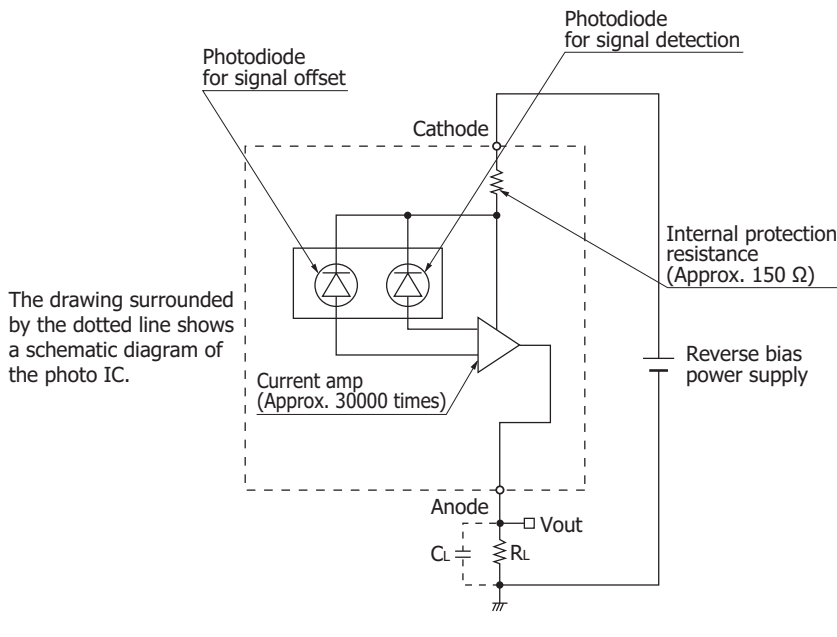 Photodiode
for signal detection
Photodiode
for signal offset
Cathode
Internal protection
resistance
(Approx. 150 Ω)
The drawing surrounded
by the dotted line shows
a schematic diagram of
the photo IC.
Reverse bias
power supply
Current amp
(Approx. 30000 times)
Anode
Vout
CL
RL